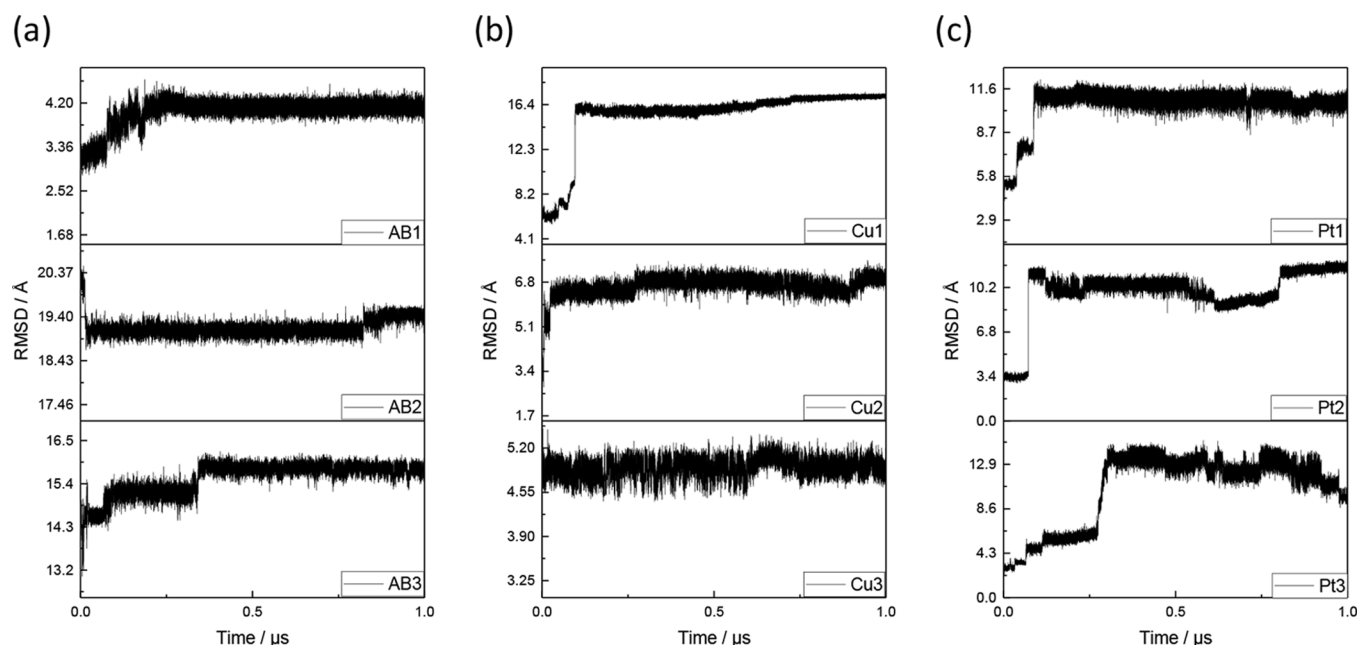 (a)
4.20
3.36
2.52
1.68
AB1
20.37
19.40
18.43
17.46
AB2
16.5
15.4
14.3
13.2
AB3
RMSD / Å
0.0 0.5 1.0
Time / μs
(b)
16.4
12.3
8.2
4.1
Cu1
6.8
5.1
3.4
1.7
Cu2
5.20
4.55
3.90
3.25
Cu3
RMSD / Å
0.0 0.5 1.0
Time / μs
(c)
11.6
8.7
5.8
2.9
Pt1
10.2
6.8
3.4
0.0
Pt2
12.9
8.6
4.3
0.0
Pt3
RMSD / Å
0.0 0.5 1.0
Time / μs